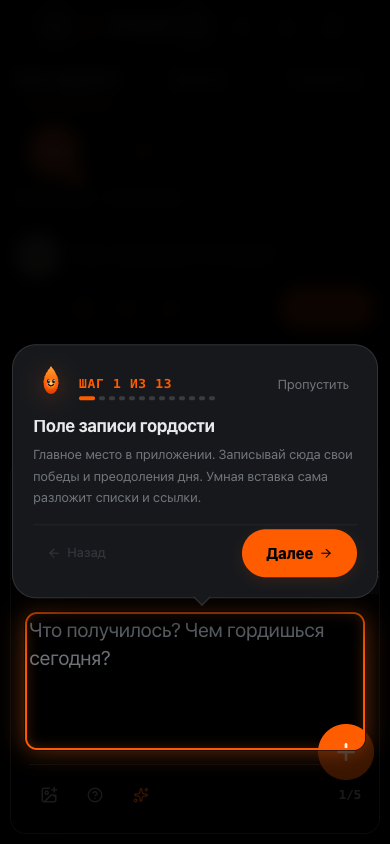 ШАГ 1 ИЗ 13
Пропустить
Поле записи гордости
Главное место в приложении. Записывай сюда свои
победы и преодоления дня. Умная вставка сама
разложит списки и ссылки.
← Назад
Далее →
Что получилось? Чем гордишься
сегодня?
1/5